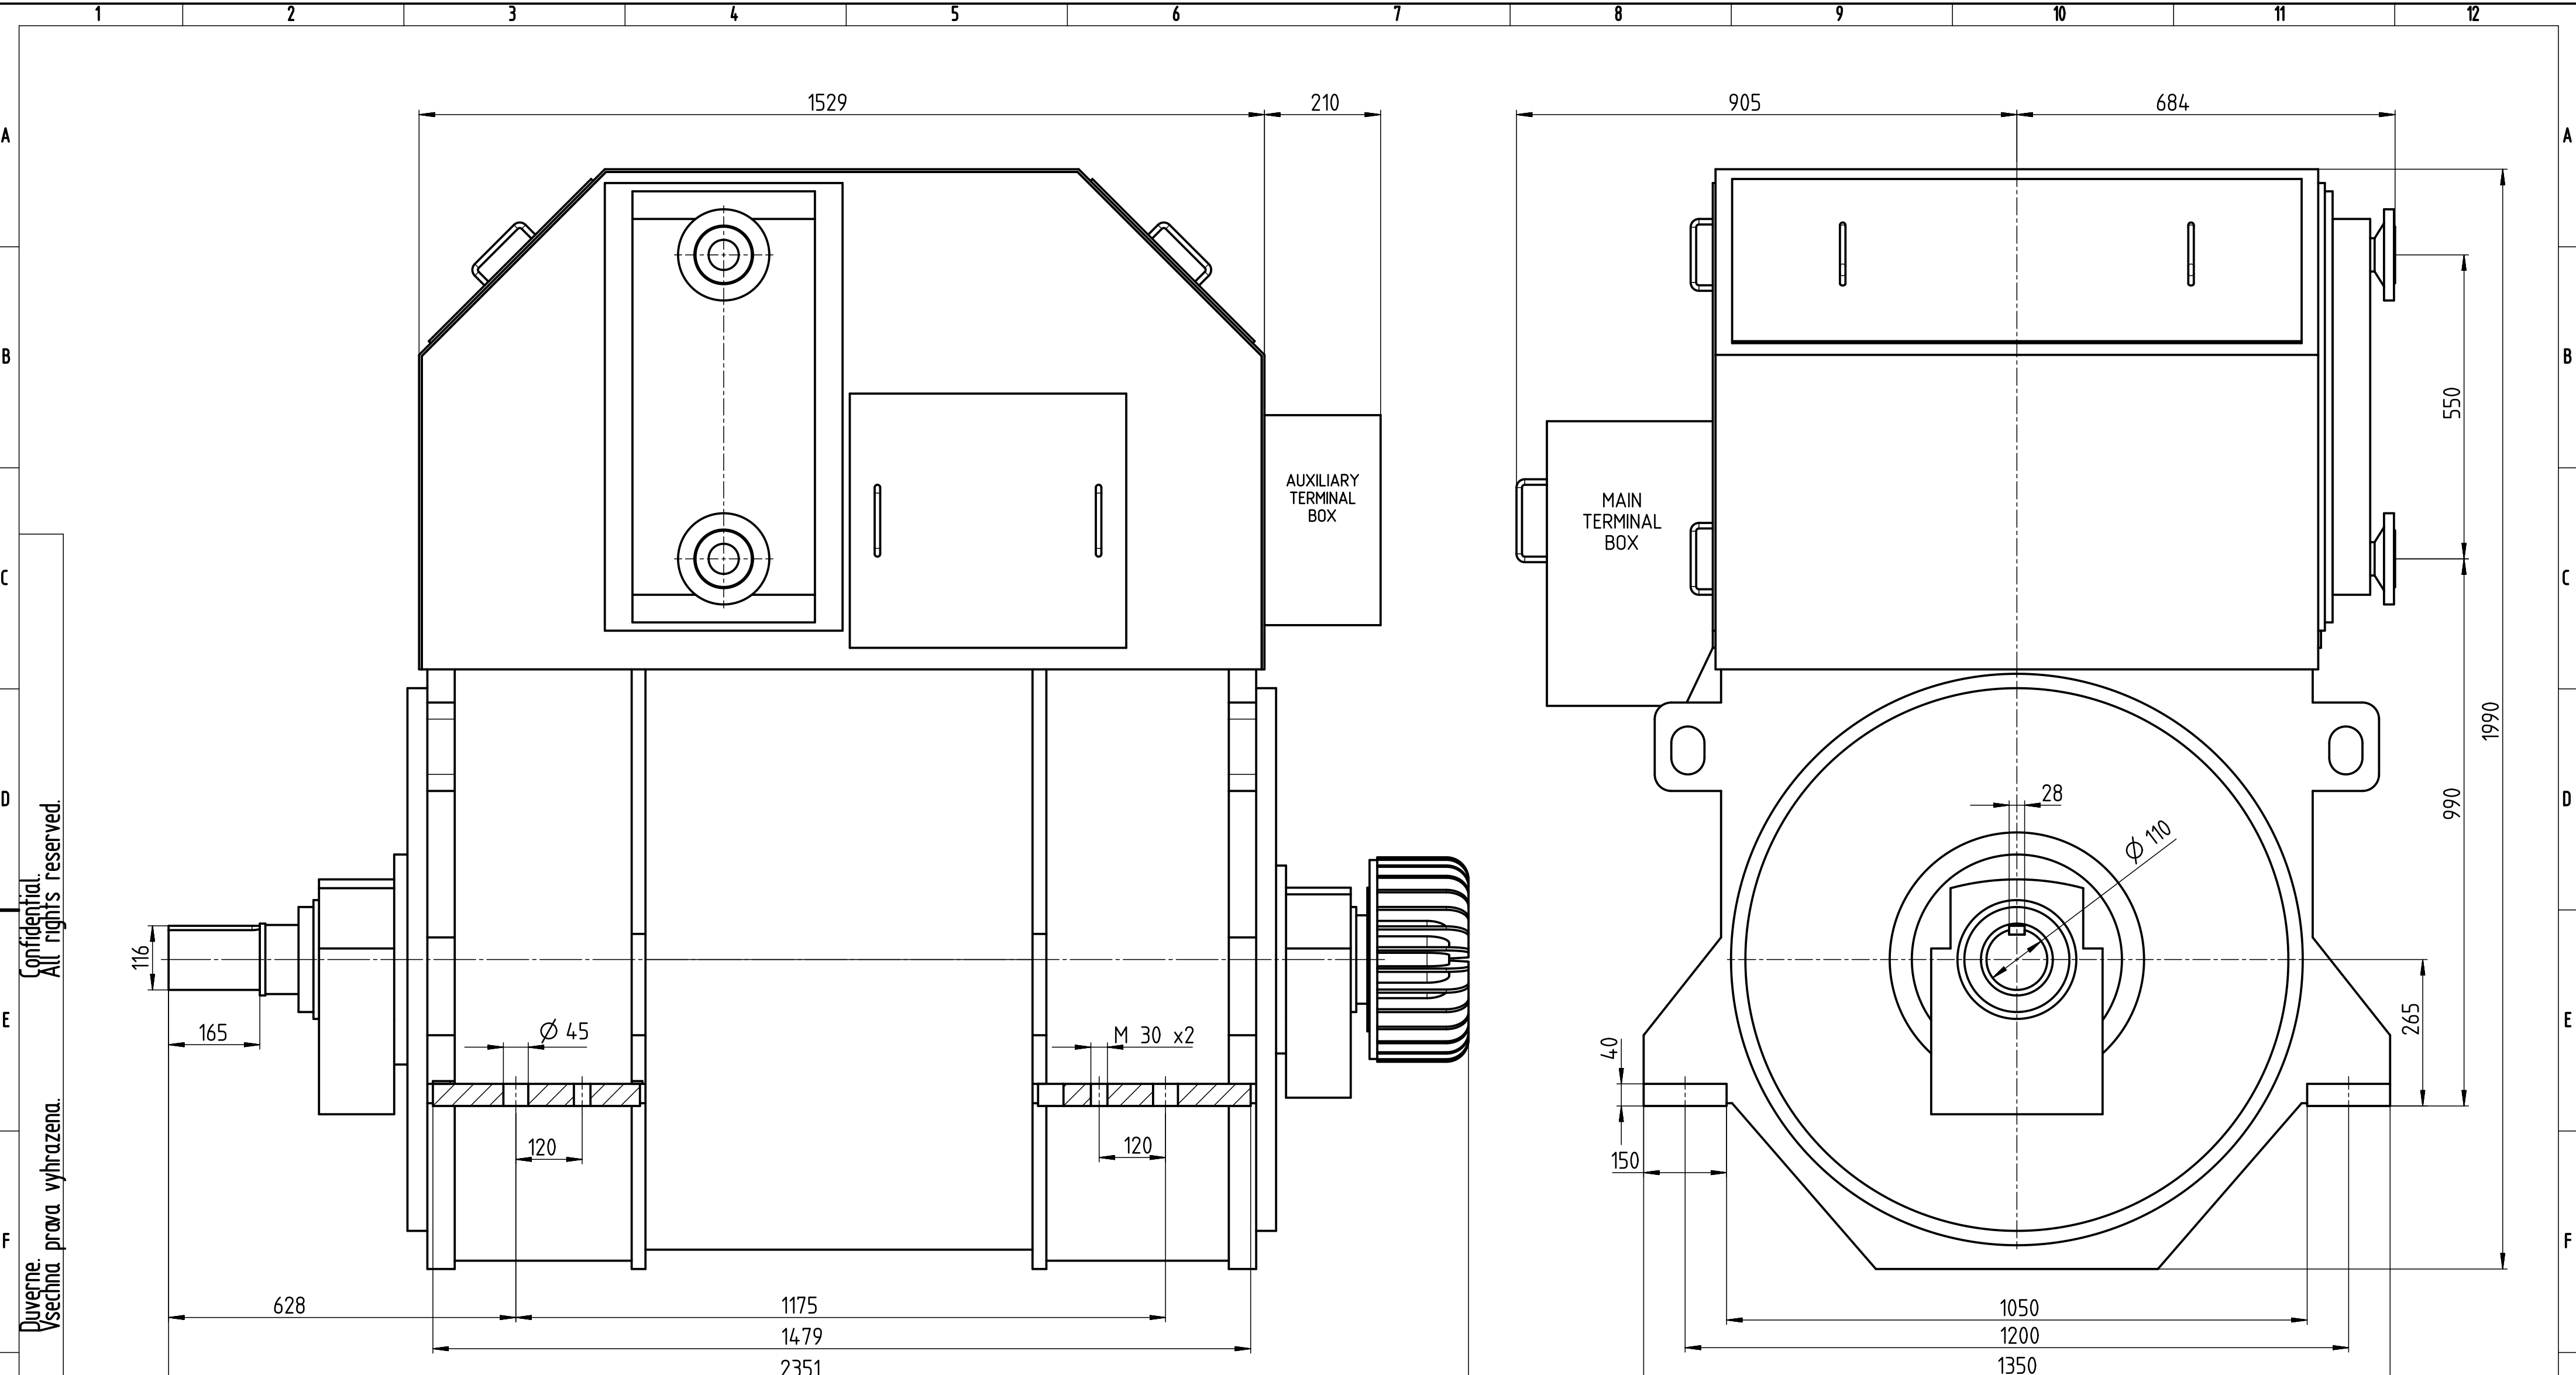 1 2 3 4 5 6 7 8 9 10 11 12
1529 210 905 684
A A
B B
550
AUXILIARY
TERMINAL
BOX
MAIN
TERMINAL
BOX
C C
1990
990
D D
28
Ø 110
116
165
Ø 45
M 30 x2
40
265
E E
120
120
150
F F
628 1175
1479
2351
1050
1200
1350
Confidential.
All rights reserved.
Duverne.
Vsechna prava vyhrazena.